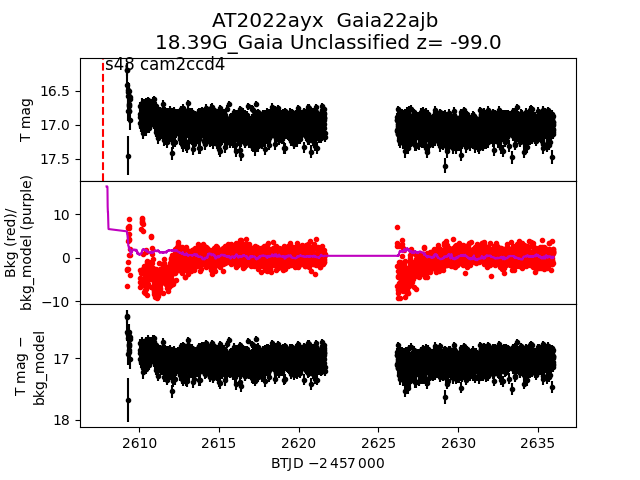 AT2022ayx  Gaia22ajb
18.39G_Gaia Unclassified z= -99.0
s48 cam2ccd4
T mag
16.5
17.0
17.5
Bkg (red)/
bkg_model (purple)
10
0
−10
T mag −
bkg_model
17
18
2610
2615
2620
2625
2630
2635
BTJD −2 457 000